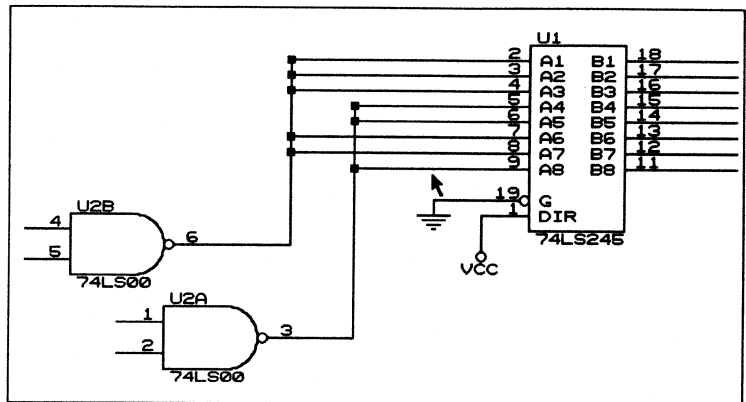 U1
2 A1 B1 18
3 A2 B2 17
4 A3 B3 16
5 A4 B4 15
6 A5 B5 14
7 A6 B6 13
8 A7 B7 12
9 A8 B8 11
19 G
1 DIR
74LS245
VCC
U2B
4
5
6
74LS00
U2A
1
2
3
74LS00